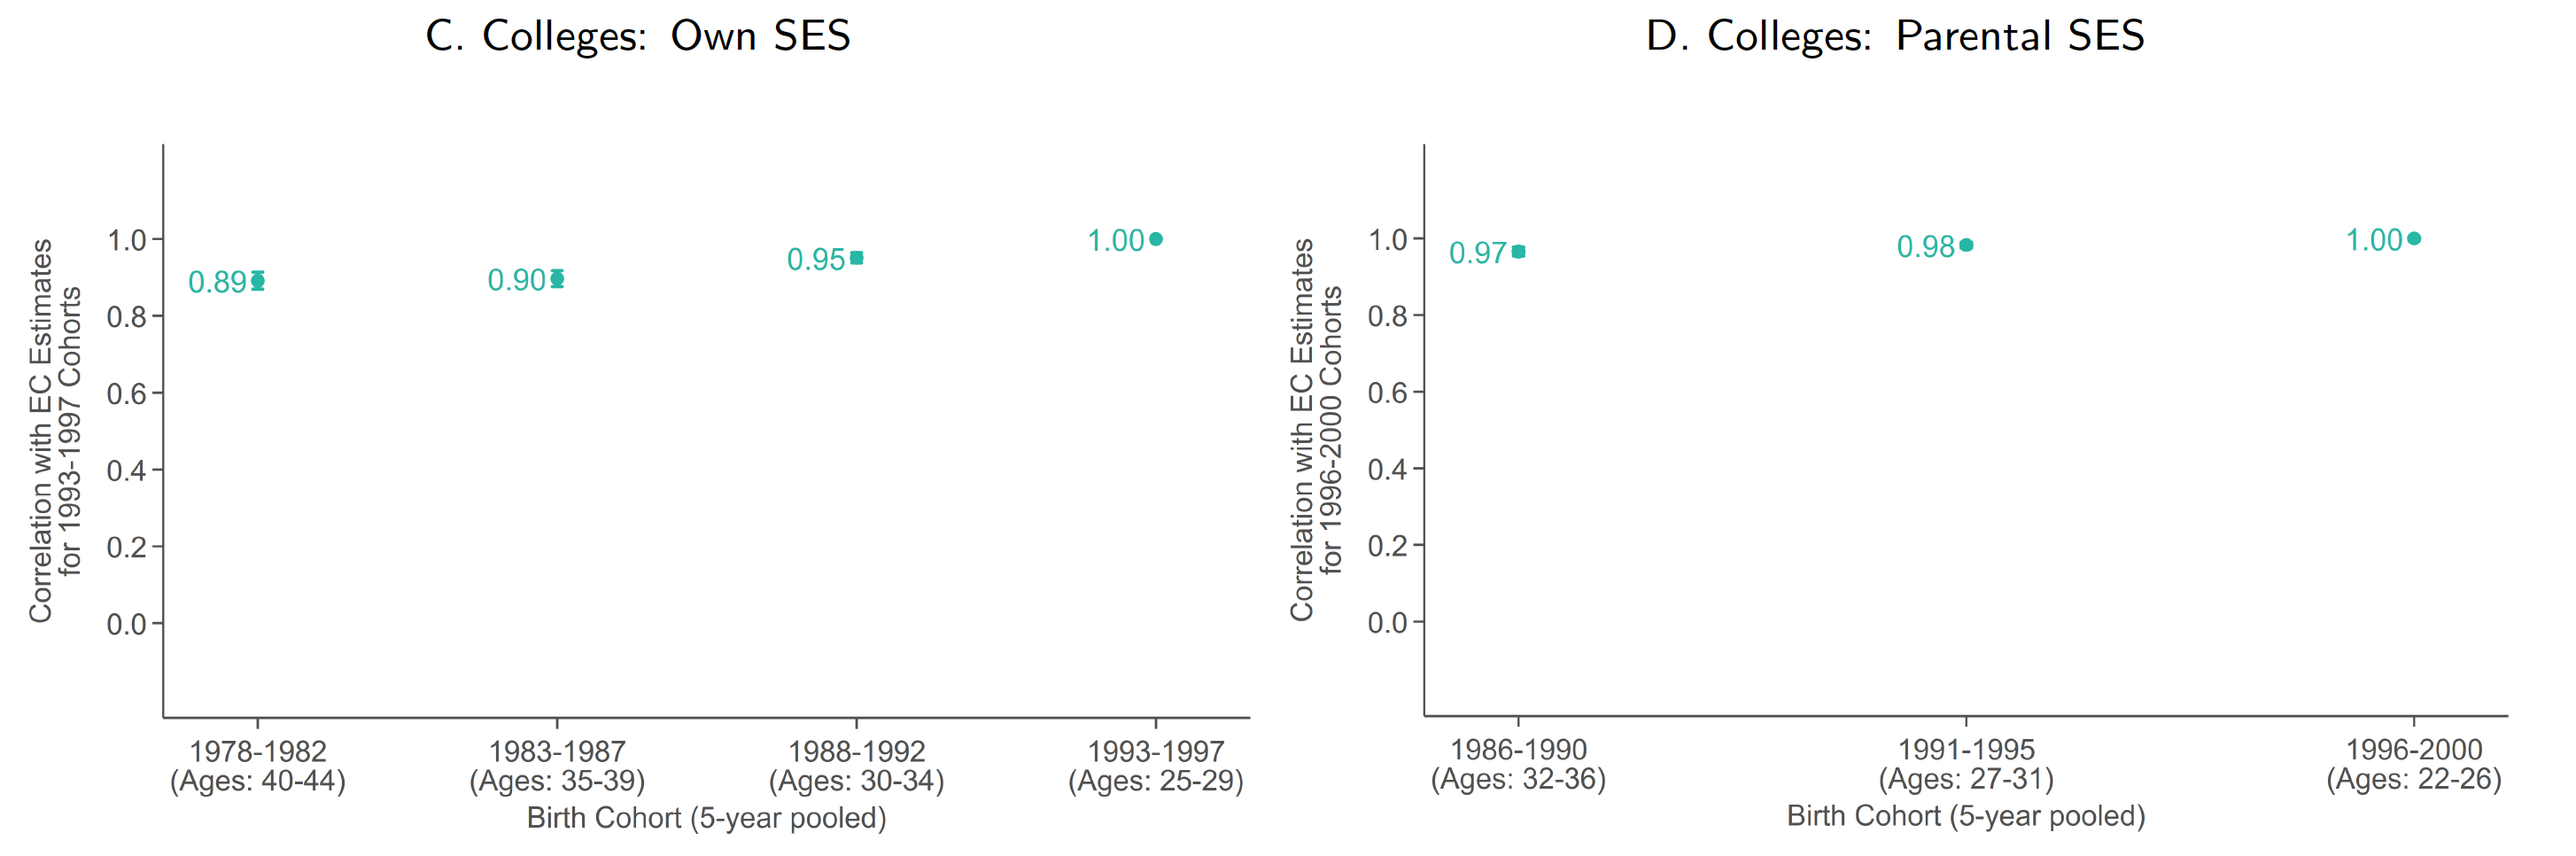 C. Colleges: Own SES
Correlation with EC Estimates
for 1993-1997 Cohorts
1.0
0.8
0.6
0.4
0.2
0.0
0.89
0.90
0.95
1.00
1978-1982
(Ages: 40-44)
1983-1987
(Ages: 35-39)
1988-1992
(Ages: 30-34)
1993-1997
(Ages: 25-29)
Birth Cohort (5-year pooled)
D. Colleges: Parental SES
Correlation with EC Estimates
for 1996-2000 Cohorts
1.0
0.8
0.6
0.4
0.2
0.0
0.97
0.98
1.00
1986-1990
(Ages: 32-36)
1991-1995
(Ages: 27-31)
1996-2000
(Ages: 22-26)
Birth Cohort (5-year pooled)